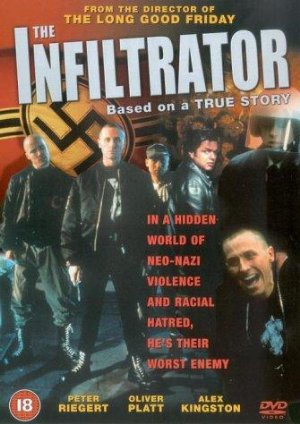 FROM THE DIRECTOR OF
THE LONG GOOD FRIDAY
THE
INFILTRATOR
Based on a TRUE STORY
IN A HIDDEN
WORLD OF
NEO-NAZI
VIOLENCE
AND RACIAL
HATRED,
HE'S THEIR
WORST ENEMY
PETER RIEGERT
OLIVER PLATT
ALEX KINGSTON
18
DVD
VIDEO